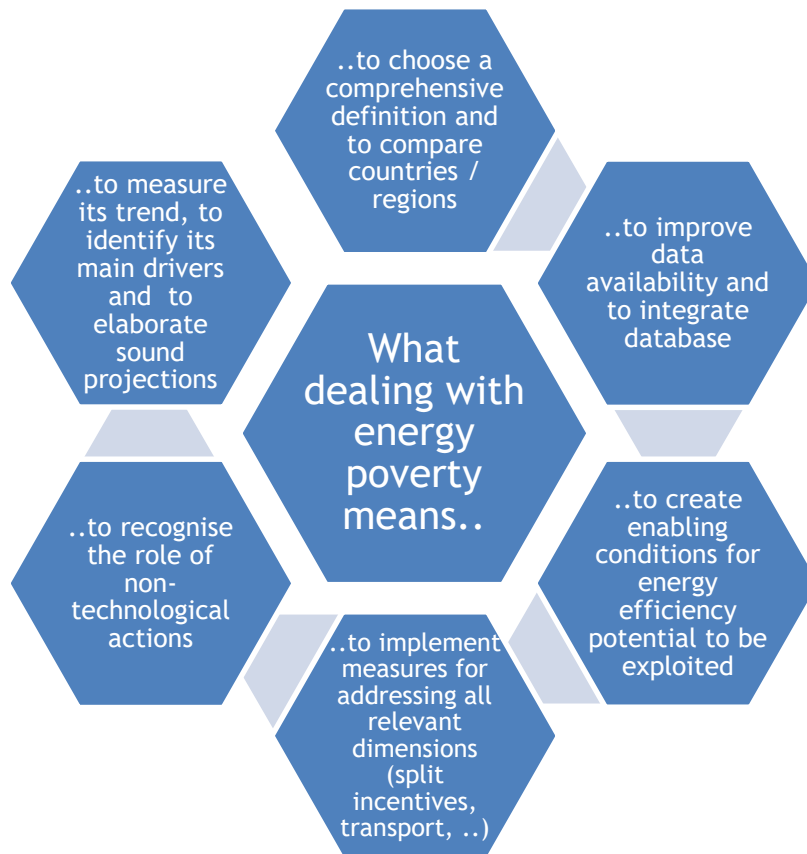 What
dealing with
energy
poverty
means..
..to choose a
comprehensive
definition and
to compare
countries /
regions
..to improve
data
availability and
to integrate
database
..to create
enabling
conditions for
energy
efficiency
potential to be
exploited
..to implement
measures for
addressing all
relevant
dimensions
(split
incentives,
transport, ..)
..to recognise
the role of
non-
technological
actions
..to measure
its trend, to
identify its
main drivers
and to
elaborate
sound
projections